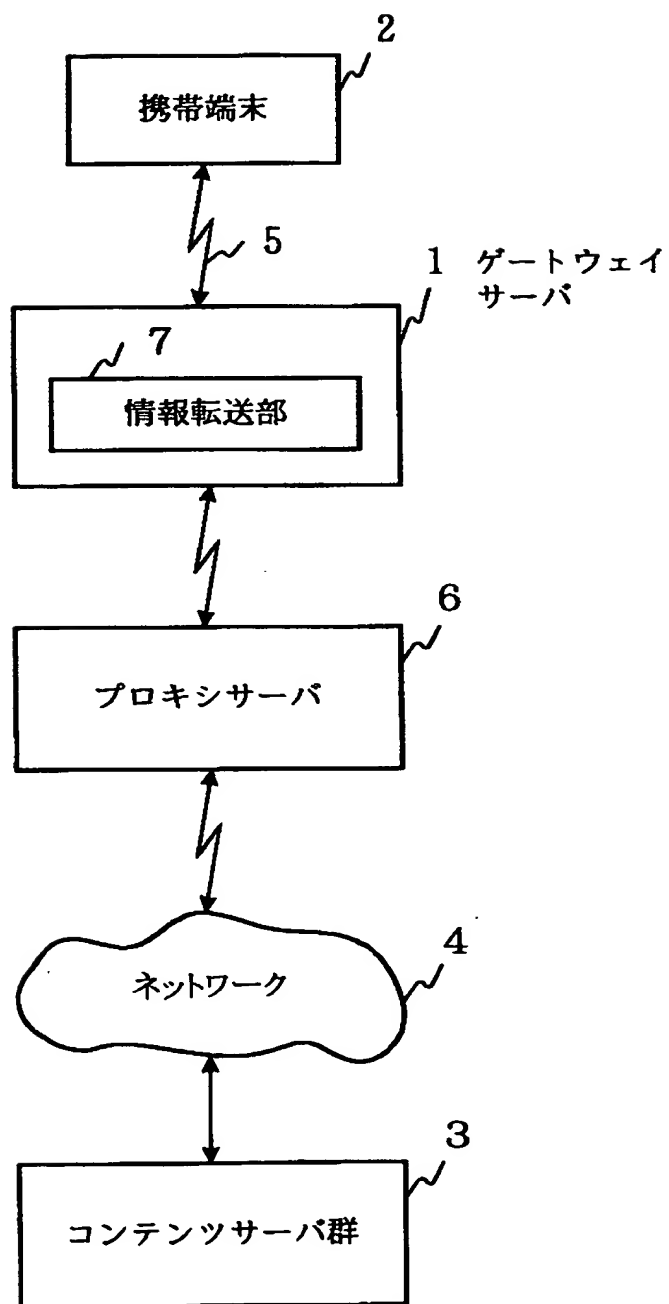 2
携帯端末
5
1 ゲートウェイ
サーバ
7
情報転送部
6
プロキシサーバ
4
ネットワーク
3
コンテンツサーバ群